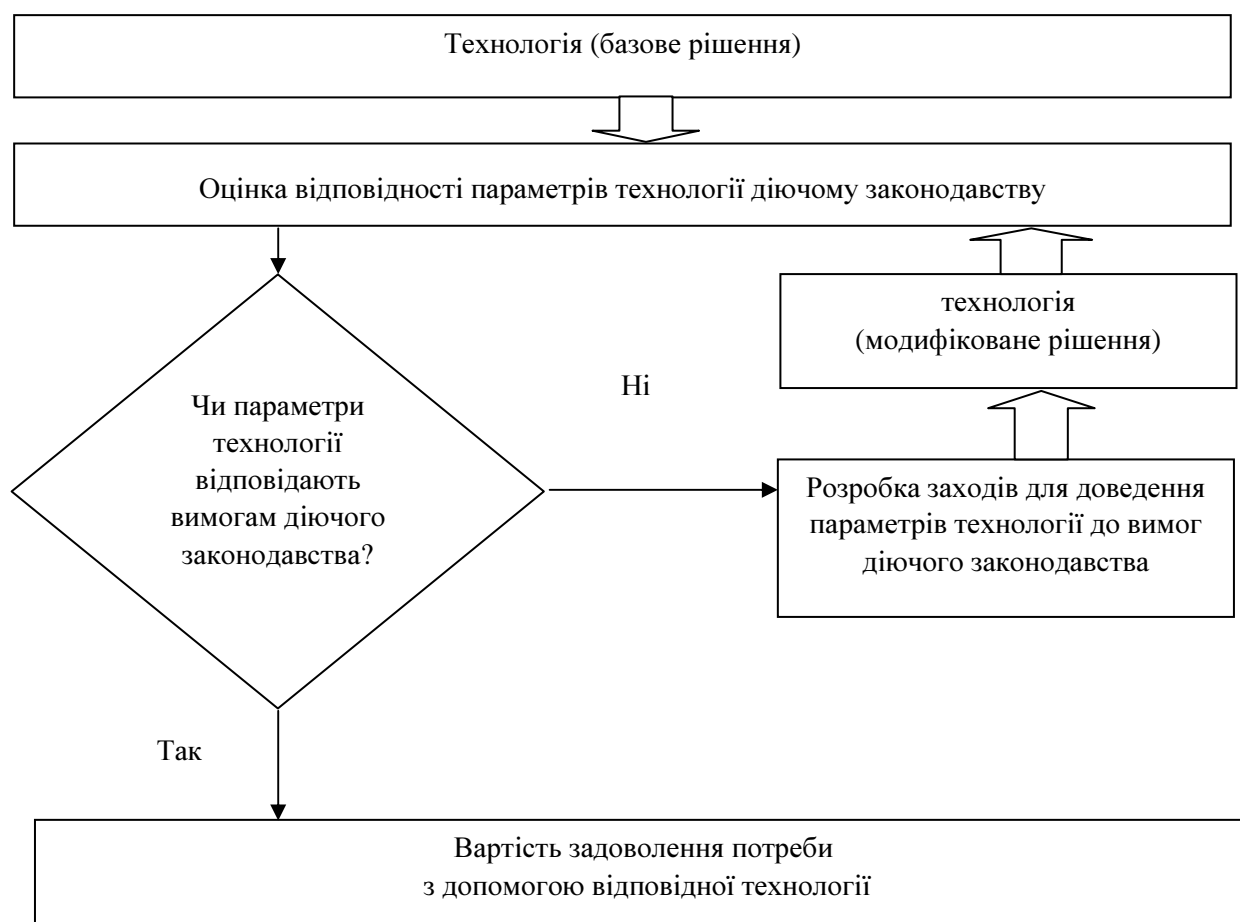 Технологія (базове рішення)
Оцінка відповідності параметрів технології діючому законодавству
технологія
(модифіковане рішення)
Ні
Чи параметри
технології
відповідають
вимогам діючого
законодавства?
Розробка заходів для доведення
параметрів технології до вимог
діючого законодавства
Так
Вартість задоволення потреби
з допомогою відповідної технології